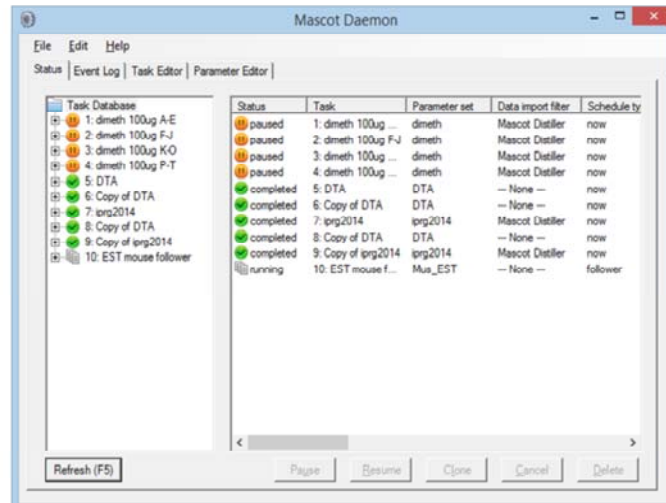 Mascot Daemon
File Edit Help
Status Event Log Task Editor Parameter Editor
Task Database
1: dimeth 100ug A-E
2: dimeth 100ug F-J
3: dimeth 100ug K-O
4: dimeth 100ug P-T
5: DTA
6: Copy of DTA
7: iprg2014
8: Copy of DTA
9: Copy of iprg2014
10: EST mouse follower
Status Task Parameter set Data import filter Schedule ty
paused 1: dimeth 100ug ... dimeth Mascot Distiller now
paused 2: dimeth 100ug F-J dimeth Mascot Distiller now
paused 3: dimeth 100ug ... dimeth Mascot Distiller now
paused 4: dimeth 100ug ... dimeth Mascot Distiller now
completed 5: DTA DTA --- None --- now
completed 6: Copy of DTA DTA --- None --- now
completed 7: iprg2014 iprg2014 Mascot Distiller now
completed 8: Copy of DTA DTA --- None --- now
completed 9: Copy of iprg2014 iprg2014 Mascot Distiller now
running 10: EST mouse f... Mus_EST --- None --- follower
Refresh (F5) Pause Resume Clone Cancel Delete